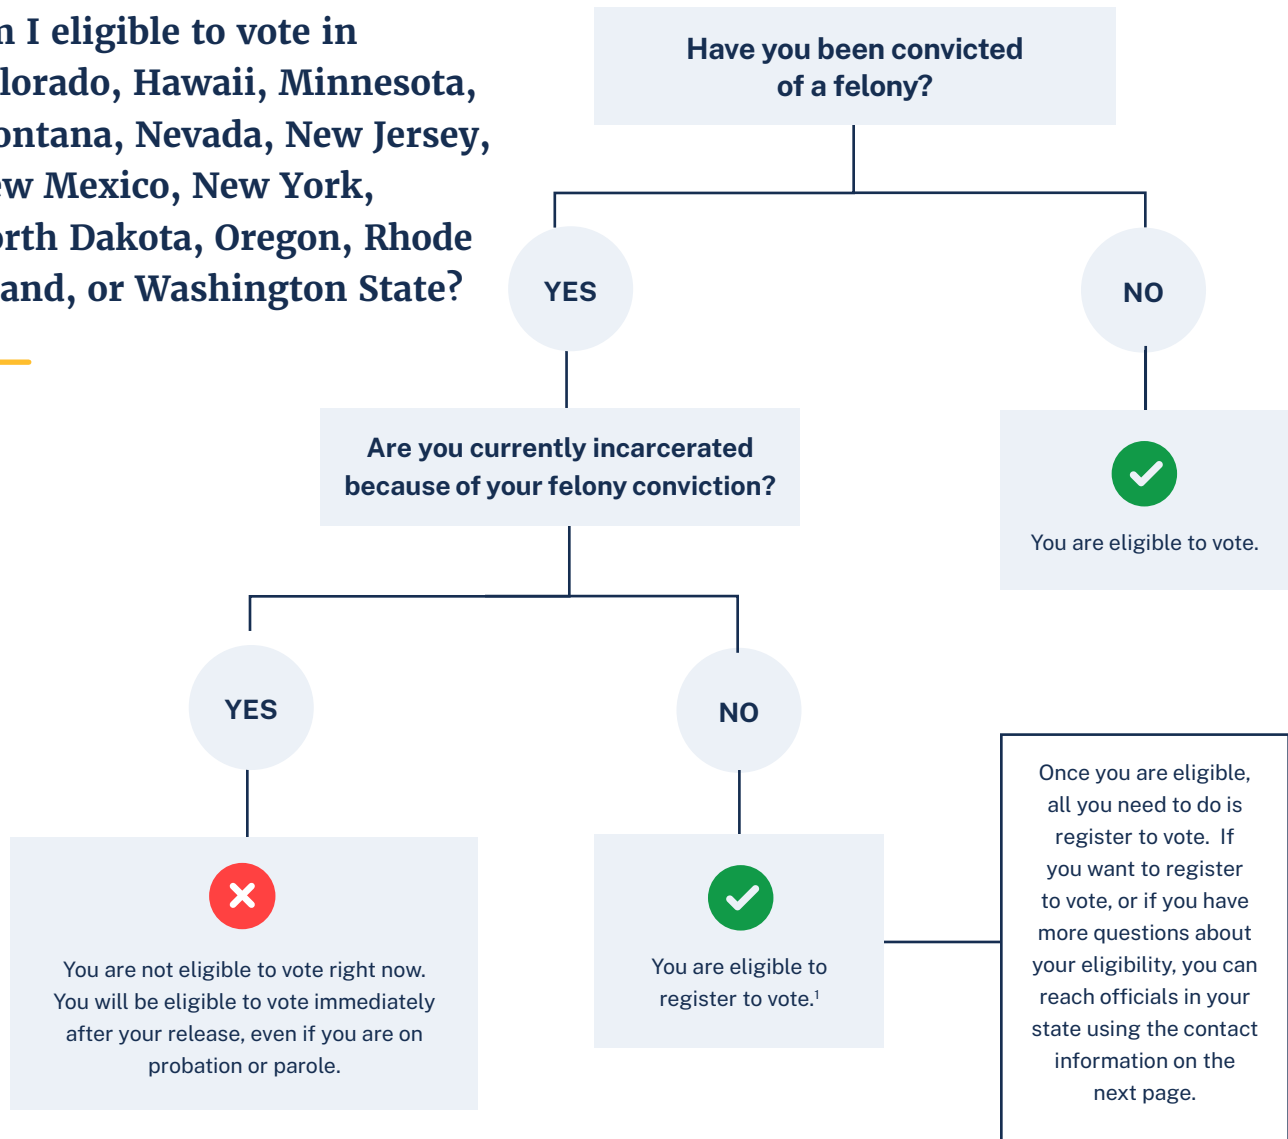 n I eligible to vote in
lorado, Hawaii, Minnesota,
ontana, Nevada, New Jersey,
ew Mexico, New York,
orth Dakota, Oregon, Rhode
and, or Washington State?
Have you been convicted
of a felony?
YES
NO
Are you currently incarcerated
because of your felony conviction?
You are eligible to vote.
YES
NO
You are not eligible to vote right now.
You will be eligible to vote immediately
after your release, even if you are on
probation or parole.
You are eligible to
register to vote.¹
Once you are eligible,
all you need to do is
register to vote. If
you want to register
to vote, or if you have
more questions about
your eligibility, you can
reach officials in your
state using the contact
information on the
next page.